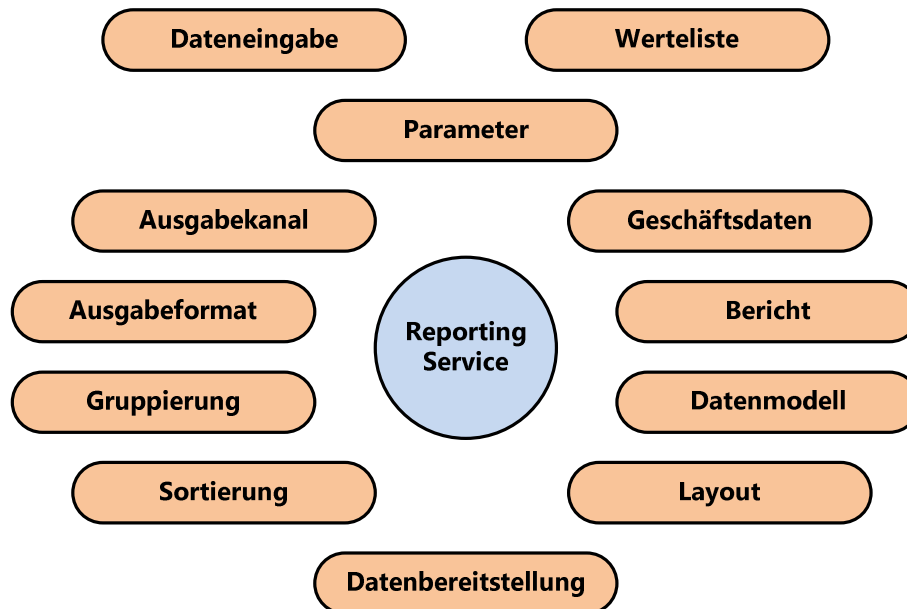 Dateneingabe
Werteliste
Parameter
Ausgabekanal
Geschäftsdaten
Ausgabeformat
Bericht
Reporting
Service
Gruppierung
Datenmodell
Sortierung
Layout
Datenbereitstellung